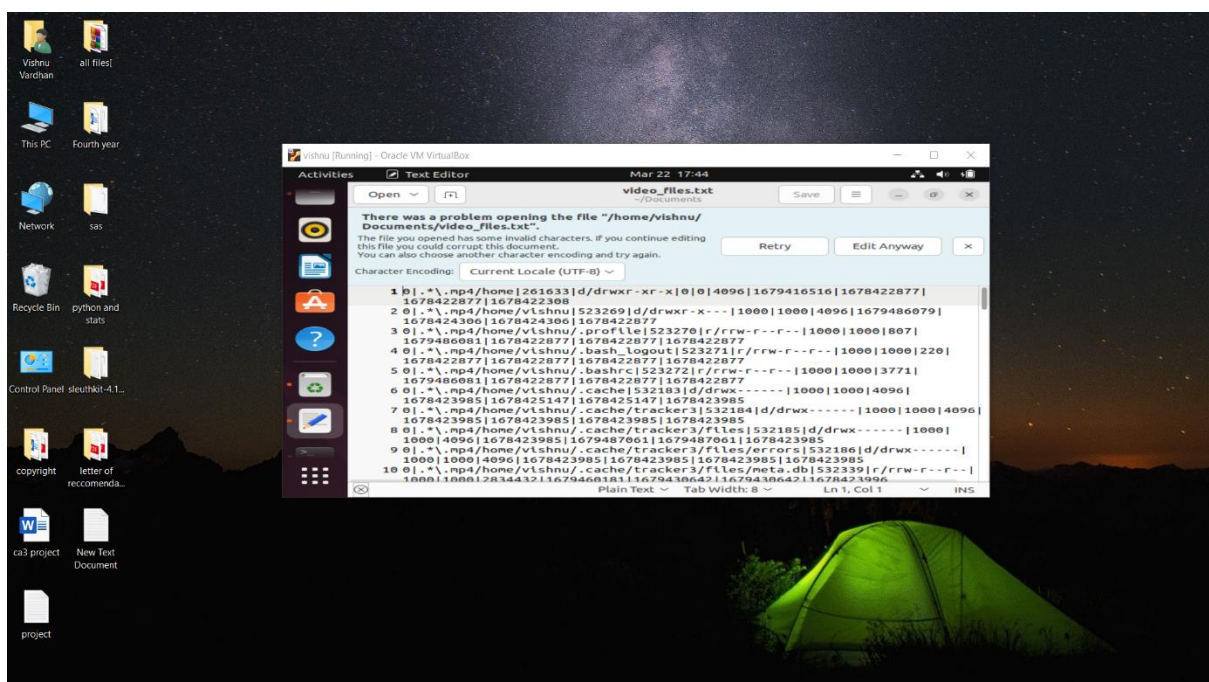 Vishnu
Vardhan
all files[
This PC
Fourth year
Network
sas
Recycle Bin
python and
stats
Control Panel
sleuthkit-4.1...
copyright
letter of
reccomenda...
ca3 project
New Text
Document
project
vishnu [Running] - Oracle VM VirtualBox
Activities
Text Editor
Mar 22 17:44
Open
video_files.txt
~/Documents
Save
There was a problem opening the file "/home/vishnu/
Documents/video_files.txt".
The file you opened has some invalid characters. If you continue editing
this file you could corrupt this document.
You can also choose another character encoding and try again.
Retry
Edit Anyway
Character Encoding: Current Locale (UTF-8)
1 0|.*\.mp4/home|261633|d/drwxr-xr-x|0|0|4096|1679416516|1678422877|
1678422877|1678422308
2 0|.*\.mp4/home/vishnu|523269|d/drwxr-x---|1000|1000|4096|1679486079|
1678424306|1678424306|1678422877
3 0|.*\.mp4/home/vishnu/.profile|523270|r/rrw-r--r--|1000|1000|807|
1679486081|1678422877|1678422877|1678422877
4 0|.*\.mp4/home/vishnu/.bash_logout|523271|r/rrw-r--r--|1000|1000|220|
1678422877|1678422877|1678422877|1678422877
5 0|.*\.mp4/home/vishnu/.bashrc|523272|r/rrw-r--r--|1000|1000|3771|
1679486081|1678422877|1678422877|1678422877
6 0|.*\.mp4/home/vishnu/.cache|532183|d/drwx------|1000|1000|4096|
1678423985|1678425147|1678425147|1678423985
7 0|.*\.mp4/home/vishnu/.cache/tracker3|532184|d/drwx------|1000|1000|4096|
1678423985|1678423985|1678423985|1678423985
8 0|.*\.mp4/home/vishnu/.cache/tracker3/files|532185|d/drwx------|1000|
1000|4096|1678423985|1679487061|1679487061|1678423985
9 0|.*\.mp4/home/vishnu/.cache/tracker3/files/errors|532186|d/drwx------|
1000|1000|4096|1678423985|1678423985|1678423985|1678423985
10 0|.*\.mp4/home/vishnu/.cache/tracker3/files/meta.db|532339|r/rrw-r--r--|
1000|1000|2834432|1679460181|1679430642|1679430642|1678423996
Plain Text
Tab Width: 8
Ln 1, Col 1
INS